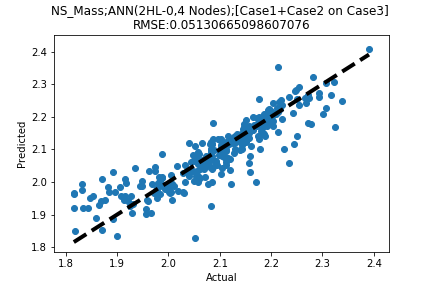 NS_Mass;ANN(2HL-0,4 Nodes);[Case1+Case2 on Case3]
RMSE:0.05130665098607076
2.4
2.3
2.2
2.1
2.0
1.9
1.8
Predicted
1.8 1.9 2.0 2.1 2.2 2.3 2.4
Actual